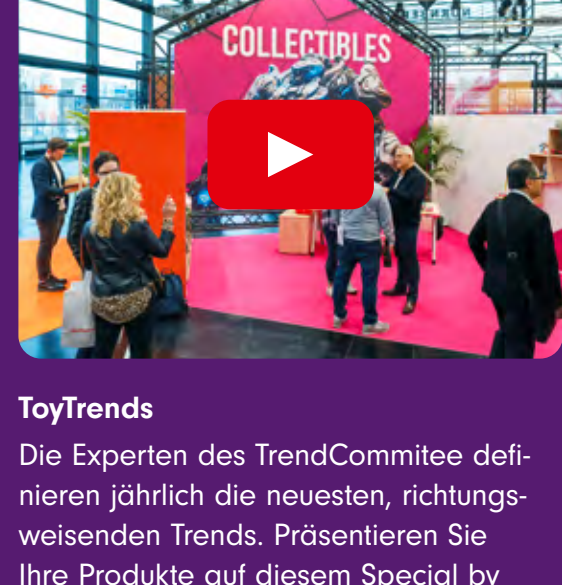 COLLECTIBLES
ToyTrends
Die Experten des TrendCommitee defi-
nieren jährlich die neuesten, richtungs-
weisenden Trends. Präsentieren Sie
Ihre Produkte auf diesem Special by